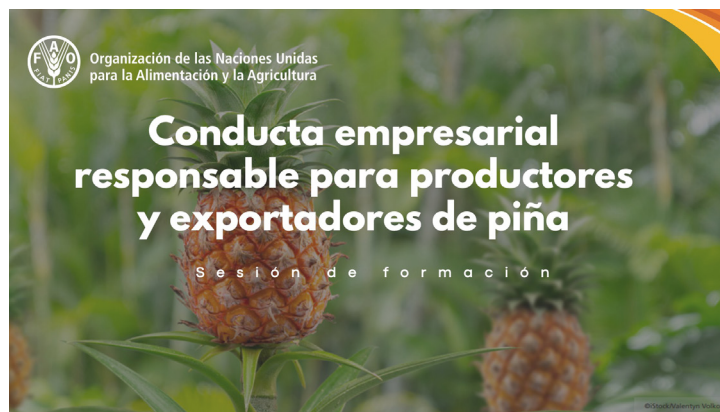 FAO
FIAT PANIS
Organización de las Naciones Unidas
para la Alimentación y la Agricultura
Conducta empresarial
responsable para productores
y exportadores de piña
Sesión de formación